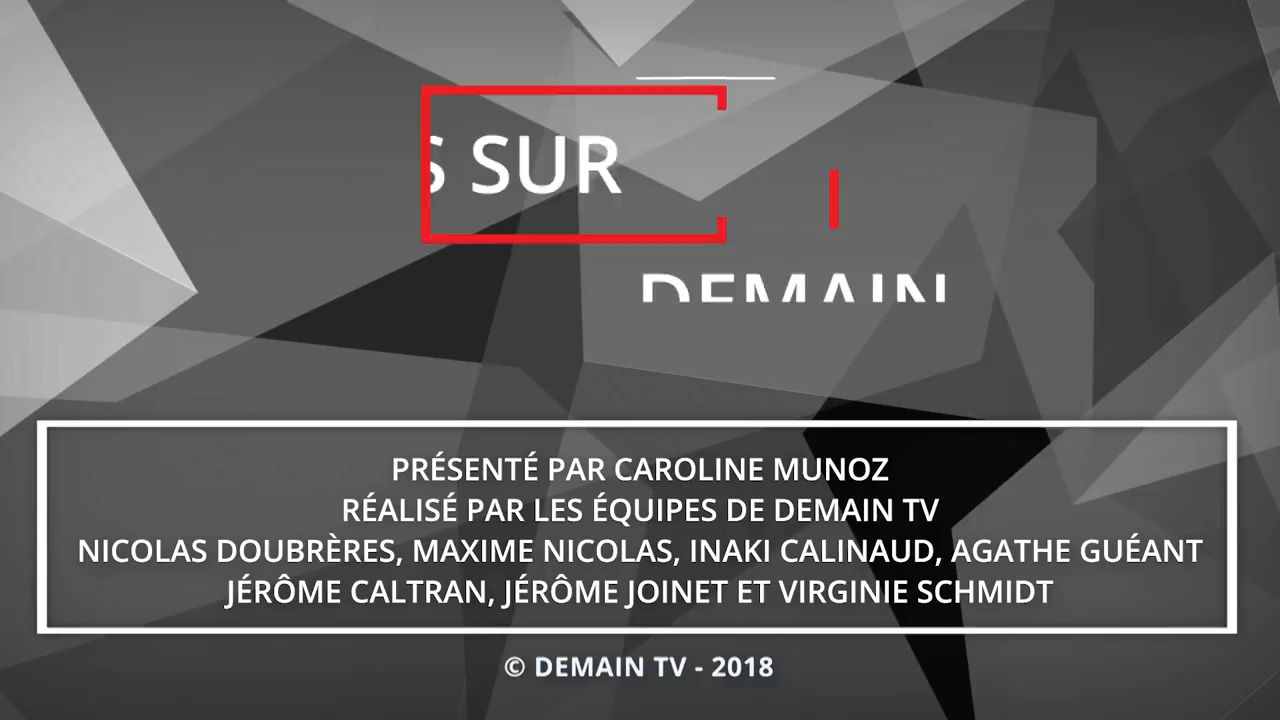 S SUR
DEMAIN
PRÉSENTÉ PAR CAROLINE MUNOZ
RÉALISÉ PAR LES ÉQUIPES DE DEMAIN TV
NICOLAS DOUBRÈRES, MAXIME NICOLAS, INAKI CALINAUD, AGATHE GUÉANT
JÉRÔME CALTRAN, JÉRÔME JOINET ET VIRGINIE SCHMIDT
© DEMAIN TV - 2018